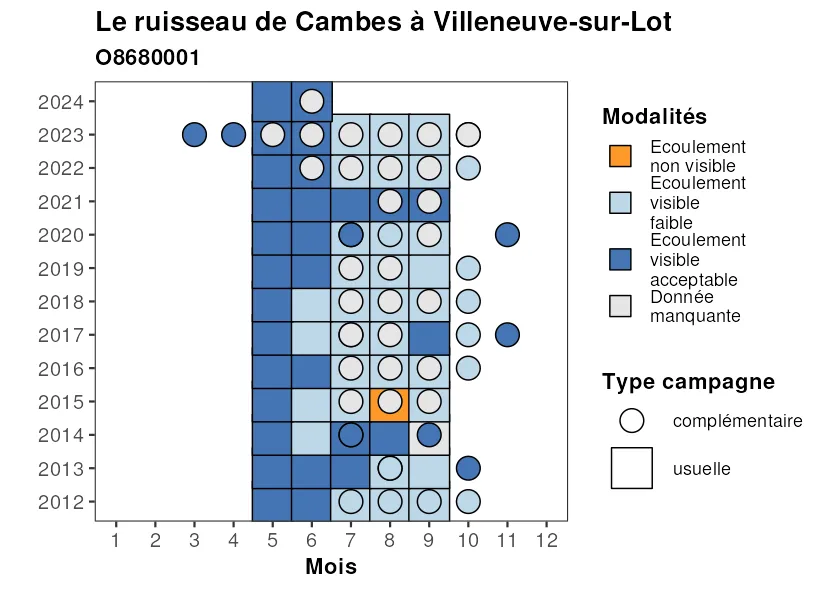 Le ruisseau de Cambes à Villeneuve-sur-Lot
O8680001
2024
2023
2022
2021
2020
2019
2018
2017
2016
2015
2014
2013
2012
1 2 3 4 5 6 7 8 9 10 11 12
Mois
Modalités
Ecoulement
non visible
Ecoulement
visible
faible
Ecoulement
visible
acceptable
Donnée
manquante
Type campagne
complémentaire
usuelle